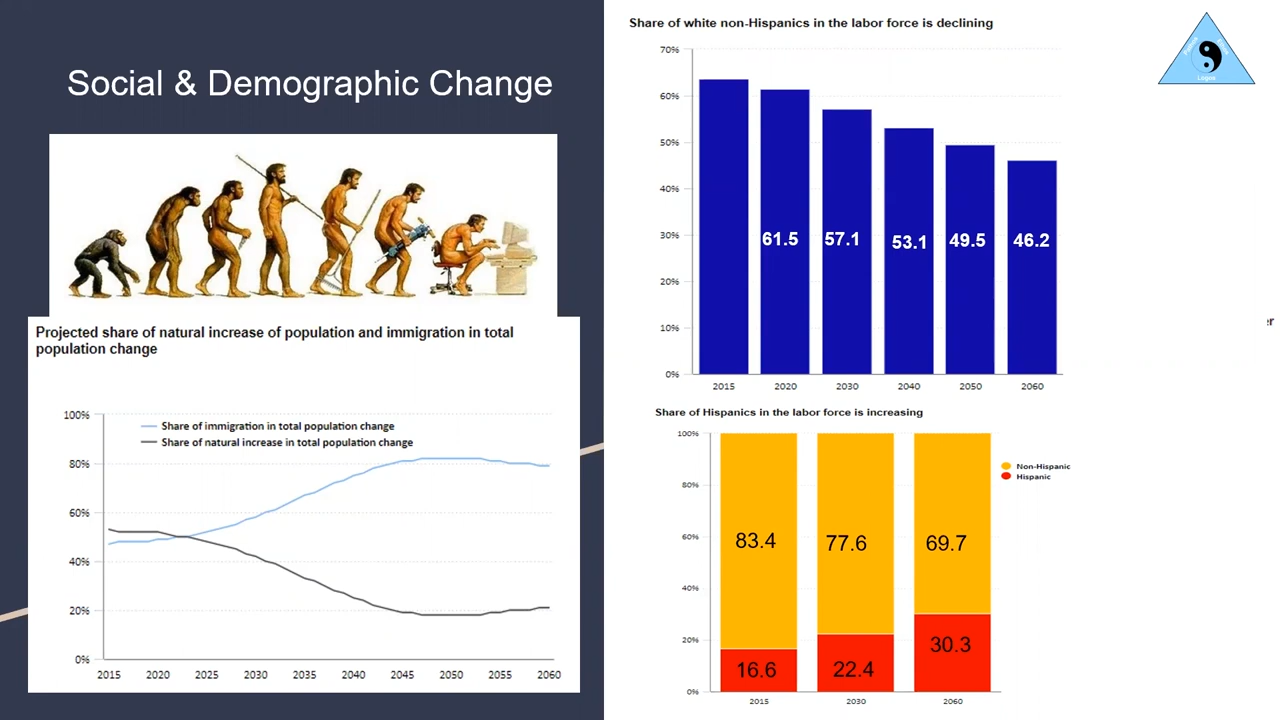 Social & Demographic Change
Projected share of natural increase of population and immigration in total
population change
100%
80%
60%
40%
20%
0%
Share of immigration in total population change
Share of natural increase in total population change
2015 2020 2025 2030 2035 2040 2045 2050 2055 2060
Share of white non-Hispanics in the labor force is declining
70%
60%
50%
40%
30%
20%
10%
0%
61.5 57.1 53.1 49.5 46.2
2015 2020 2030 2040 2050 2060
Share of Hispanics in the labor force is increasing
100%
80%
60%
40%
20%
0%
83.4 77.6 69.7
16.6 22.4 30.3
2015 2030 2060
Non-Hispanic
Hispanic
Logos